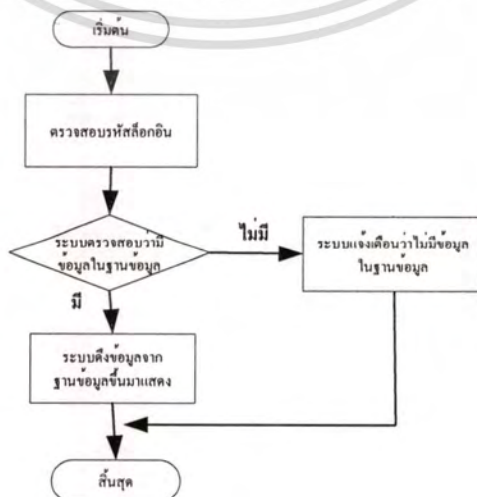 เริ่มต้น
ตรวจสอบรหัสล็อกอิน
ระบบตรวจสอบว่ามี
ข้อมูลในฐานข้อมูล
ไม่มี
ระบบแจ้งเตือนว่าไม่มีข้อมูล
ในฐานข้อมูล
มี
ระบบดึงข้อมูลจาก
ฐานข้อมูลขึ้นมาแสดง
สิ้นสุด